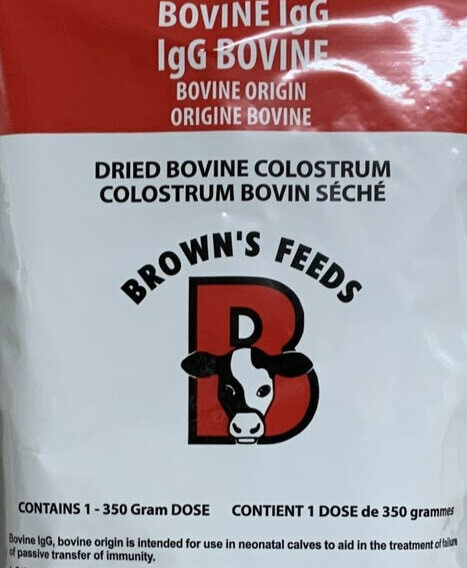 BOVINE IgG
IgG BOVINE
BOVINE ORIGIN
ORIGINE BOVINE
DRIED BOVINE COLOSTRUM
COLOSTRUM BOVIN SÉCHÉ
BROWN'S FEEDS
B
CONTAINS 1 - 350 Gram DOSE CONTIENT 1 DOSE de 350 grammes
Bovine IgG, bovine origin is intended for use in neonatal calves to aid in the treatment of failure
of passive transfer of immunity.